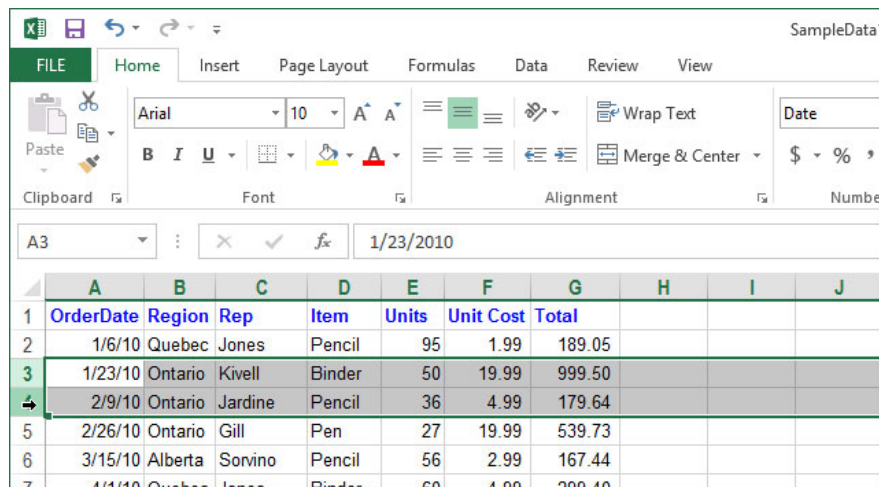 SampleData
FILE Home Insert Page Layout Formulas Data Review View
Arial 10 A A Wrap Text Date
Paste B I U A Merge & Center $ %
Clipboard Font Alignment
A3 fx 1/23/2010
A B C D E F G H I J
1 OrderDate Region Rep Item Units Unit Cost Total
2 1/6/10 Quebec Jones Pencil 95 1.99 189.05
3 1/23/10 Ontario Kivell Binder 50 19.99 999.50
2/9/10 Ontario Jardine Pencil 36 4.99 179.64
5 2/26/10 Ontario Gill Pen 27 19.99 539.73
6 3/15/10 Alberta Sorvino Pencil 56 2.99 167.44